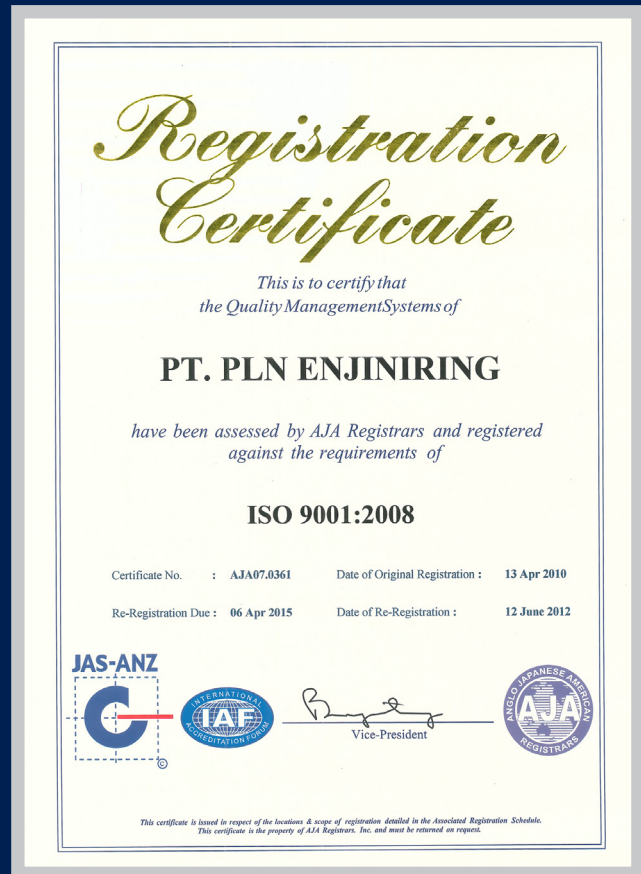 Registration
Certificate
This is to certify that
the Quality Management Systems of
PT. PLN ENJINIRING
have been assessed by AJA Registrars and registered
against the requirements of
ISO 9001:2008
Certificate No. : AJA07.0361 Date of Original Registration : 13 Apr 2010
Re-Registration Due : 06 Apr 2015 Date of Re-Registration : 12 June 2012
JAS-ANZ
©
INTERNATIONAL
IAF
ACCREDITATION FORUM
Vice-President
ANGLO JAPANESE AMERICAN
AJA
REGISTRARS
This certificate is issued in respect of the locations & scope of registration detailed in the Associated Registration Schedule.
This certificate is the property of AJA Registrars. Inc. and must be returned on request.